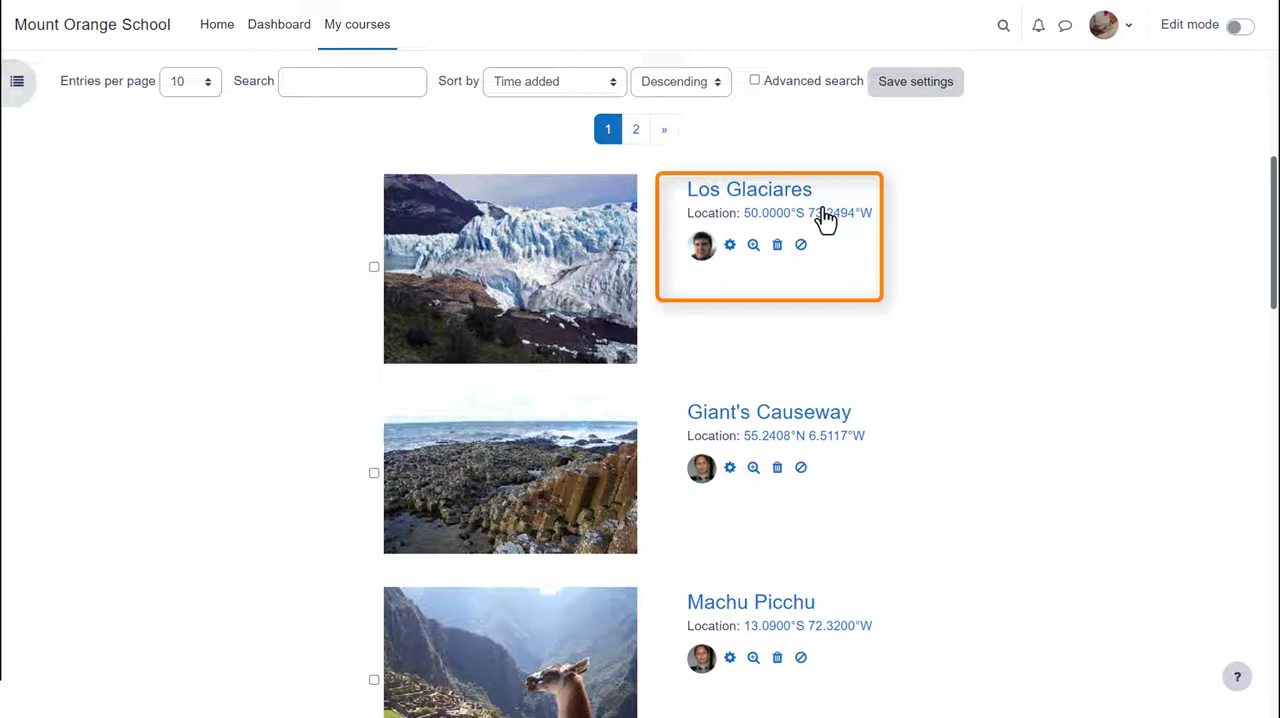 Mount Orange School Home Dashboard My courses Edit mode
Entries per page 10 Search Sort by Time added Descending Advanced search Save settings
1 2 »
Los Glaciares
Location: 50.0000°S 73.2494°W
Giant's Causeway
Location: 55.2408°N 6.5117°W
Machu Picchu
Location: 13.0900°S 72.3200°W
?